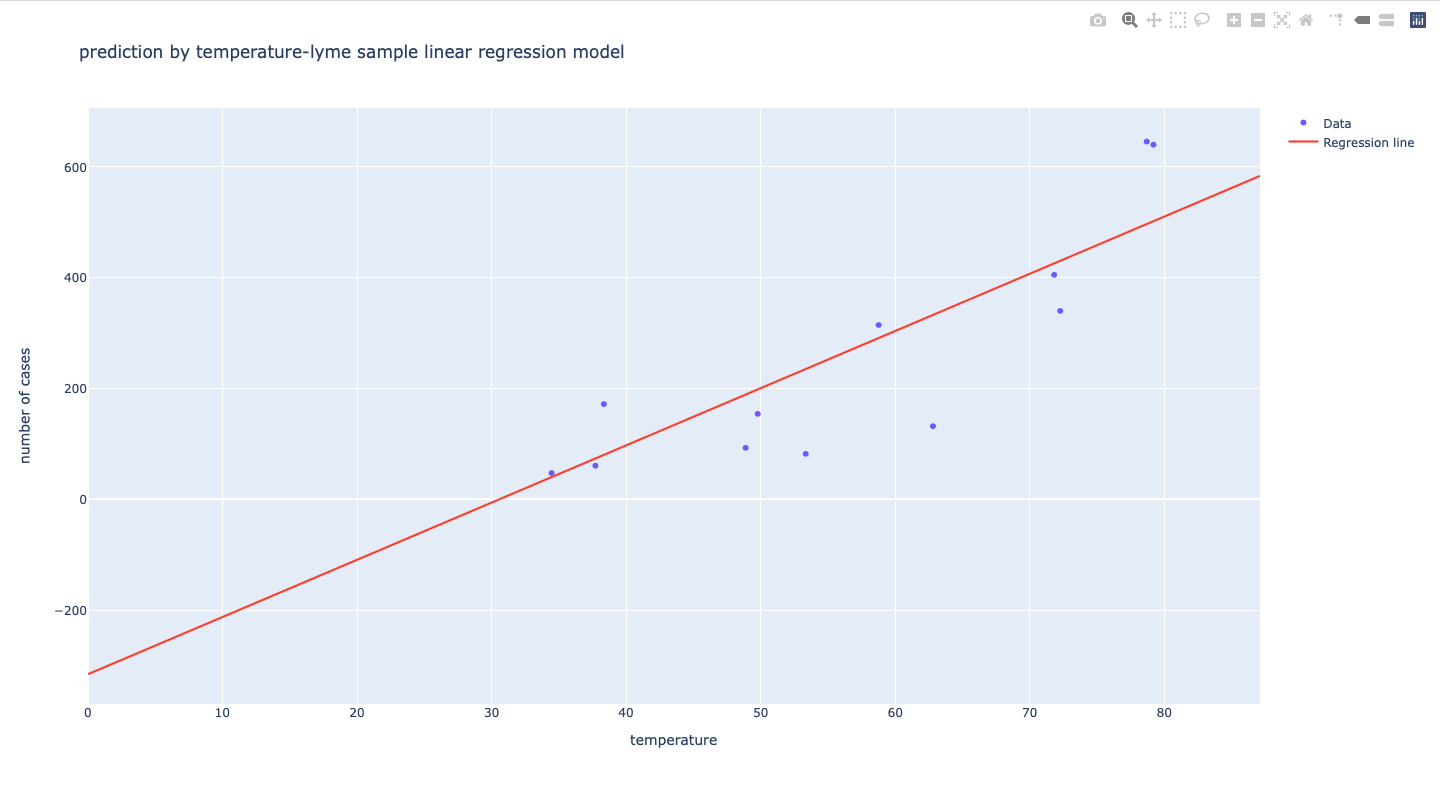 prediction by temperature-lyme sample linear regression model
Data
Regression line
600
400
200
0
−200
number of cases
0 10 20 30 40 50 60 70 80
temperature